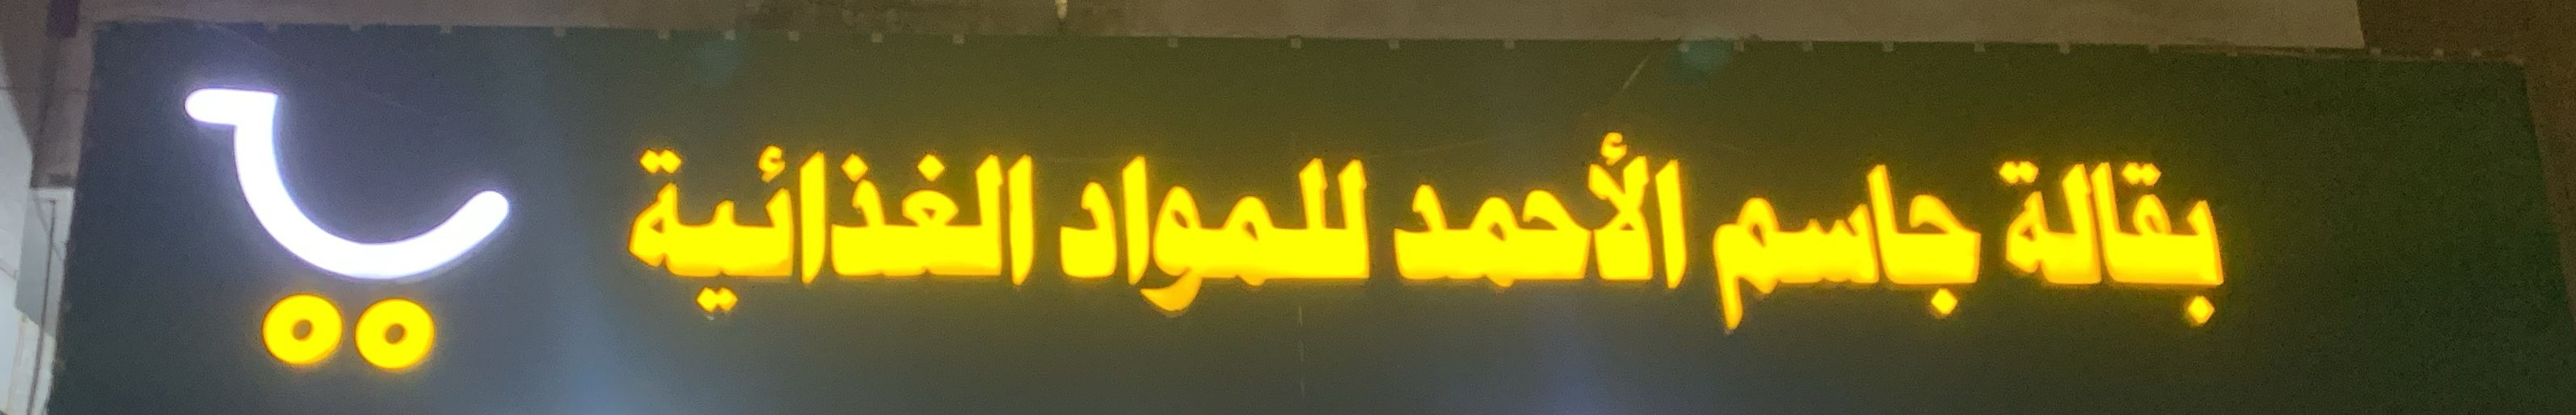 بقالة جاسم الأحمد للمواد الغذائية